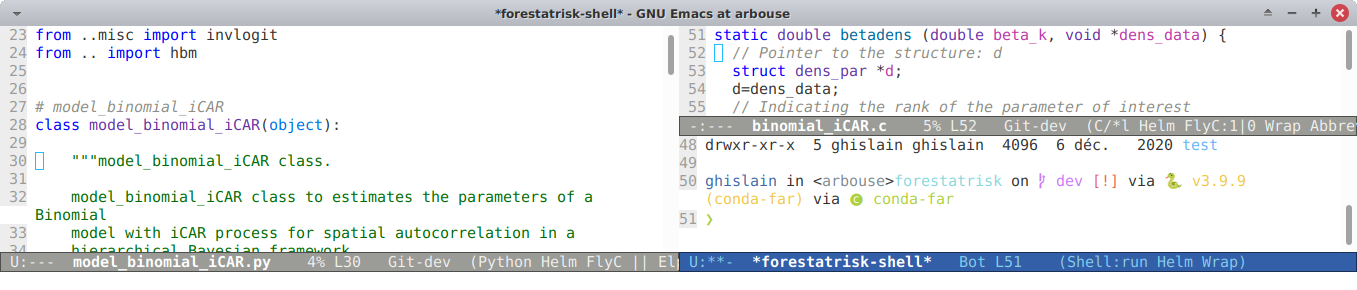 *forestatrisk-shell* - GNU Emacs at arbouse
23 from ..misc import invlogit
24 from .. import hbm
25
26
27 # model_binomial_iCAR
28 class model_binomial_iCAR(object):
29
30     """model_binomial_iCAR class.
31
32     model_binomial_iCAR class to estimates the parameters of a
Binomial
33     model with iCAR process for spatial autocorrelation in a
34     hierarchical Bayesian framework
U:---  model_binomial_iCAR.py    4% L30   Git-dev  (Python Helm FlyC || El
51 static double betadens (double beta_k, void *dens_data) {
52   // Pointer to the structure: d
53   struct dens_par *d;
54   d=dens_data;
55   // Indicating the rank of the parameter of interest
-:---  binomial_iCAR.c    5% L52   Git-dev  (C/*l Helm FlyC:1|0 Wrap Abbre
48 drwxr-xr-x  5 ghislain ghislain  4096  6 déc.   2020 test
49
50 ghislain in <arbouse>forestatrisk on dev [!] via 🐍 v3.9.9
(conda-far) via 🅒 conda-far
51 ❯
U:**-  *forestatrisk-shell*   Bot L51    (Shell:run Helm Wrap)